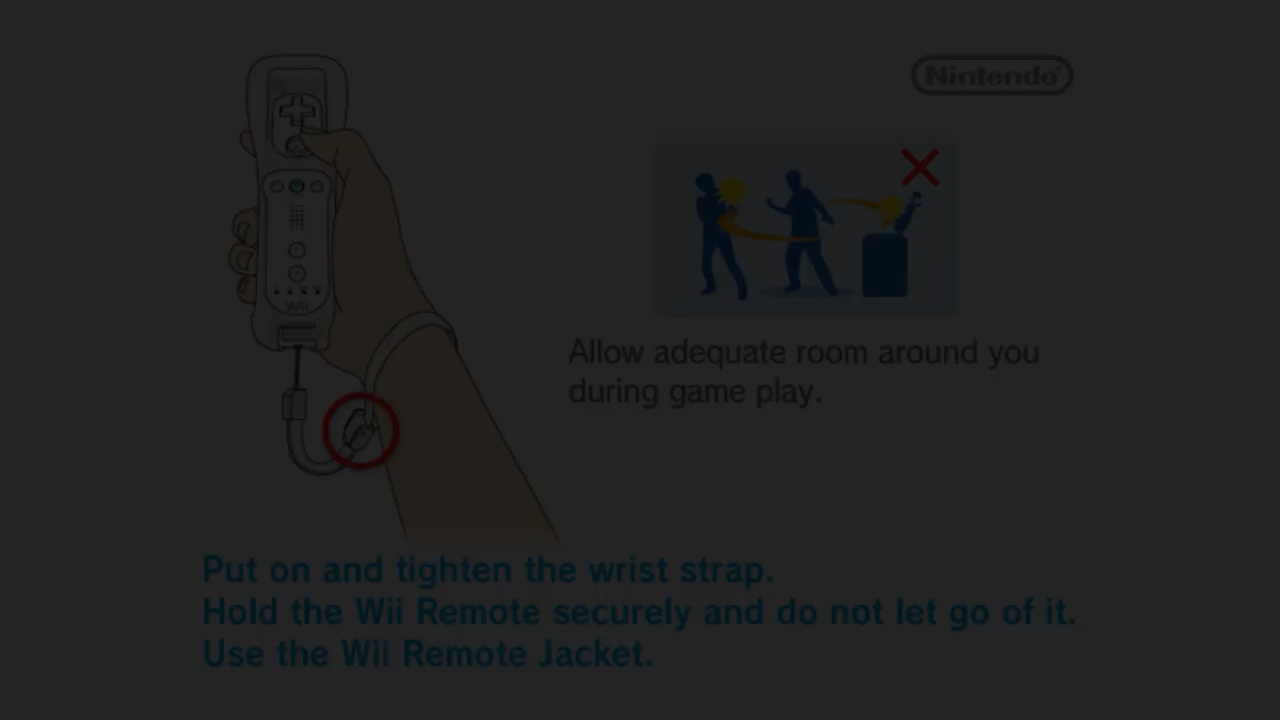 Nintendo
Allow adequate room around you
during game play.
Wii
Put on and tighten the wrist strap.
Hold the Wii Remote securely and do not let go of it.
Use the Wii Remote Jacket.